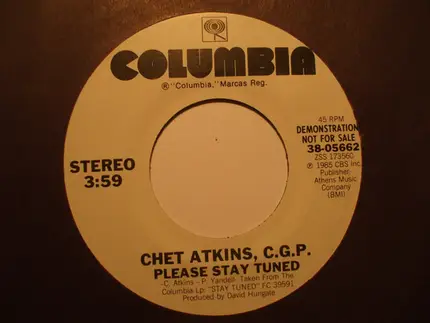 COLUMBIA
® "Columbia," Marcas Reg.
STEREO
3:59
45 RPM
DEMONSTRATION
NOT FOR SALE
38-05662
ZSS 173560
℗ 1985 CBS Inc.
Publisher-
Athens Music
Company
(BMI)
CHET ATKINS, C.G.P.
PLEASE STAY TUNED
-C. Atkins -P. Yandell- Taken From The
Columbia Lp: "STAY TUNED" FC 39591
Produced by David Hungate